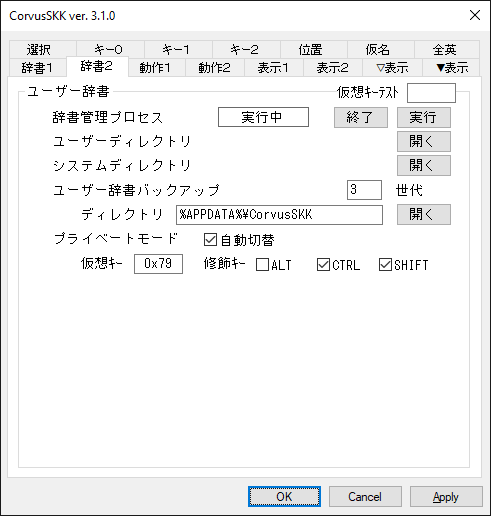 CorvusSKK ver. 3.1.0
選択 キー0 キー1 キー2 位置 仮名 全英
辞書1 辞書2 動作1 動作2 表示1 表示2 ▽表示 ▼表示
ユーザー辞書 仮想キーテスト
辞書管理プロセス 実行中 終了 実行
ユーザーディレクトリ 開く
システムディレクトリ 開く
ユーザー辞書バックアップ 3 世代
ディレクトリ %APPDATA%¥CorvusSKK 開く
プライベートモード 自動切替
仮想キー 0x79 修飾キー ALT CTRL SHIFT
OK Cancel Apply